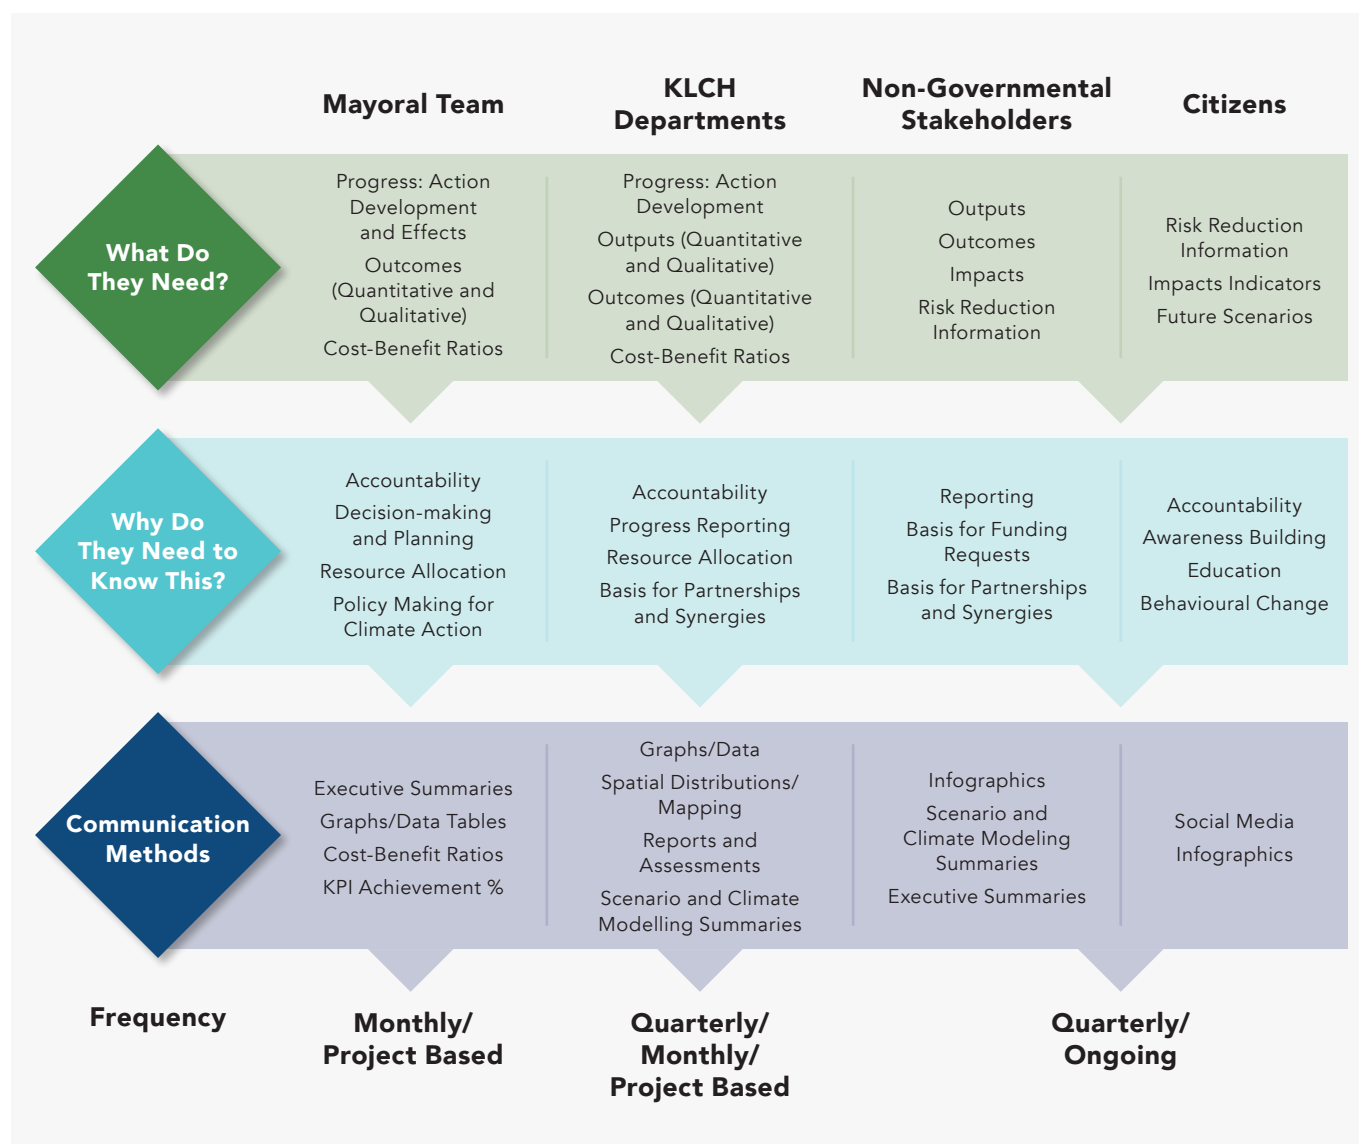 Mayoral Team
KLCH
Departments
Non-Governmental
Stakeholders
Citizens
What Do
They Need?
Progress: Action
Development
and Effects
Outcomes
(Quantitative and
Qualitative)
Cost-Benefit Ratios
Progress: Action
Development
Outputs (Quantitative
and Qualitative)
Outcomes (Quantitative
and Qualitative)
Cost-Benefit Ratios
Outputs
Outcomes
Impacts
Risk Reduction
Information
Risk Reduction
Information
Impacts Indicators
Future Scenarios
Why Do
They Need to
Know This?
Accountability
Decision-making
and Planning
Resource Allocation
Policy Making for
Climate Action
Accountability
Progress Reporting
Resource Allocation
Basis for Partnerships
and Synergies
Reporting
Basis for Funding
Requests
Basis for Partnerships
and Synergies
Accountability
Awareness Building
Education
Behavioural Change
Communication
Methods
Executive Summaries
Graphs/Data Tables
Cost-Benefit Ratios
KPI Achievement %
Graphs/Data
Spatial Distributions/
Mapping
Reports and
Assessments
Scenario and Climate
Modelling Summaries
Infographics
Scenario and
Climate Modeling
Summaries
Executive Summaries
Social Media
Infographics
Frequency
Monthly/
Project Based
Quarterly/
Monthly/
Project Based
Quarterly/
Ongoing